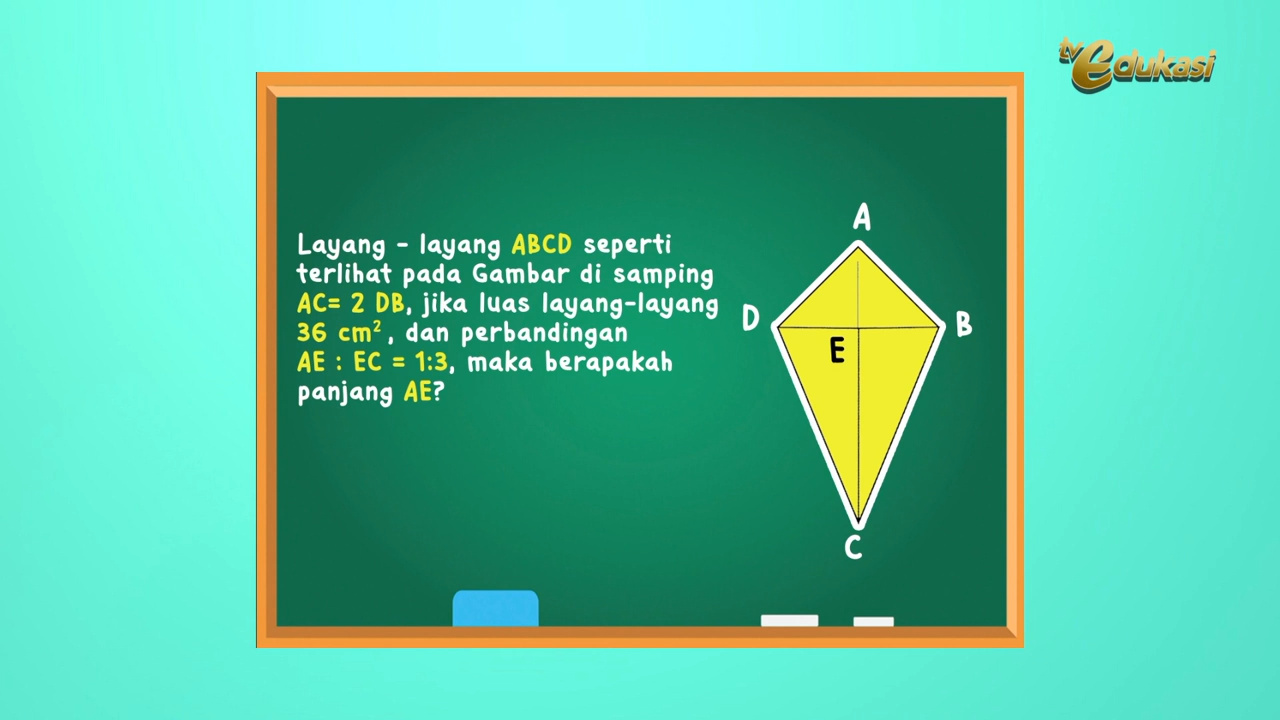 tv edukasi
Layang - layang ABCD seperti
terlihat pada Gambar di samping
AC= 2 DB, jika luas layang-layang
36 cm², dan perbandingan
AE : EC = 1:3, maka berapakah
panjang AE?
A
D
B
E
C